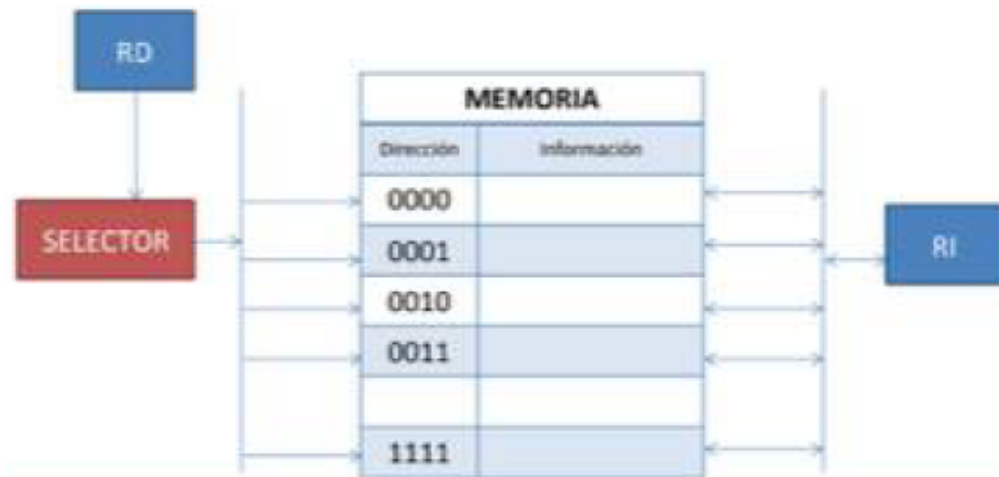 RD
MEMORIA
Dirección Información
0000
SELECTOR
0001
RI
0010
0011
1111